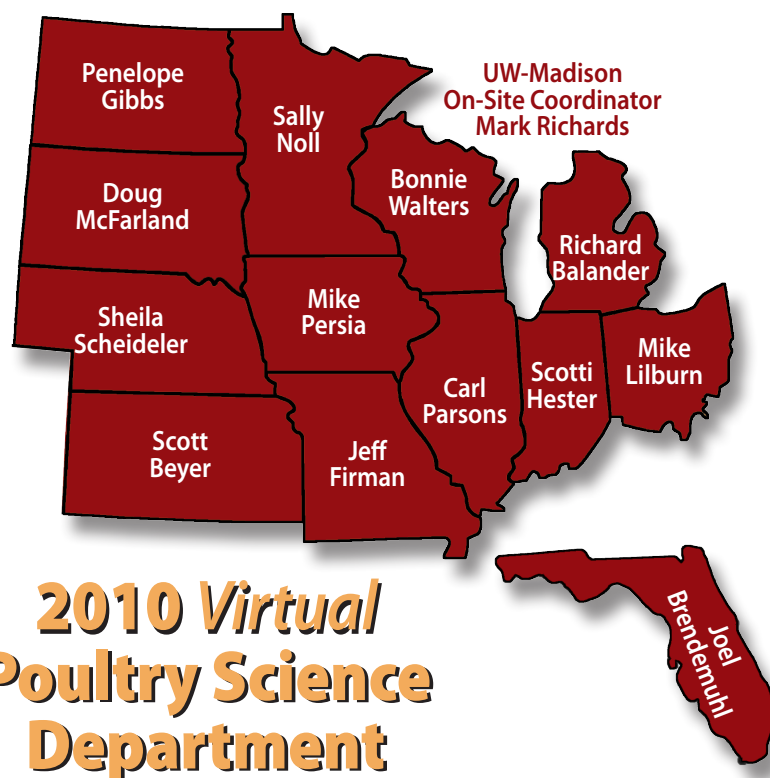 UW-Madison
On-Site Coordinator
Mark Richards
Penelope
Gibbs
Sally
Noll
Bonnie
Walters
Doug
McFarland
Richard
Balander
Mike
Persia
Sheila
Scheideler
Mike
Lilburn
Scotti
Hester
Carl
Parsons
Scott
Beyer
Jeff
Firman
Joel
Brendemuhl
2010 Virtual
Poultry Science
Department